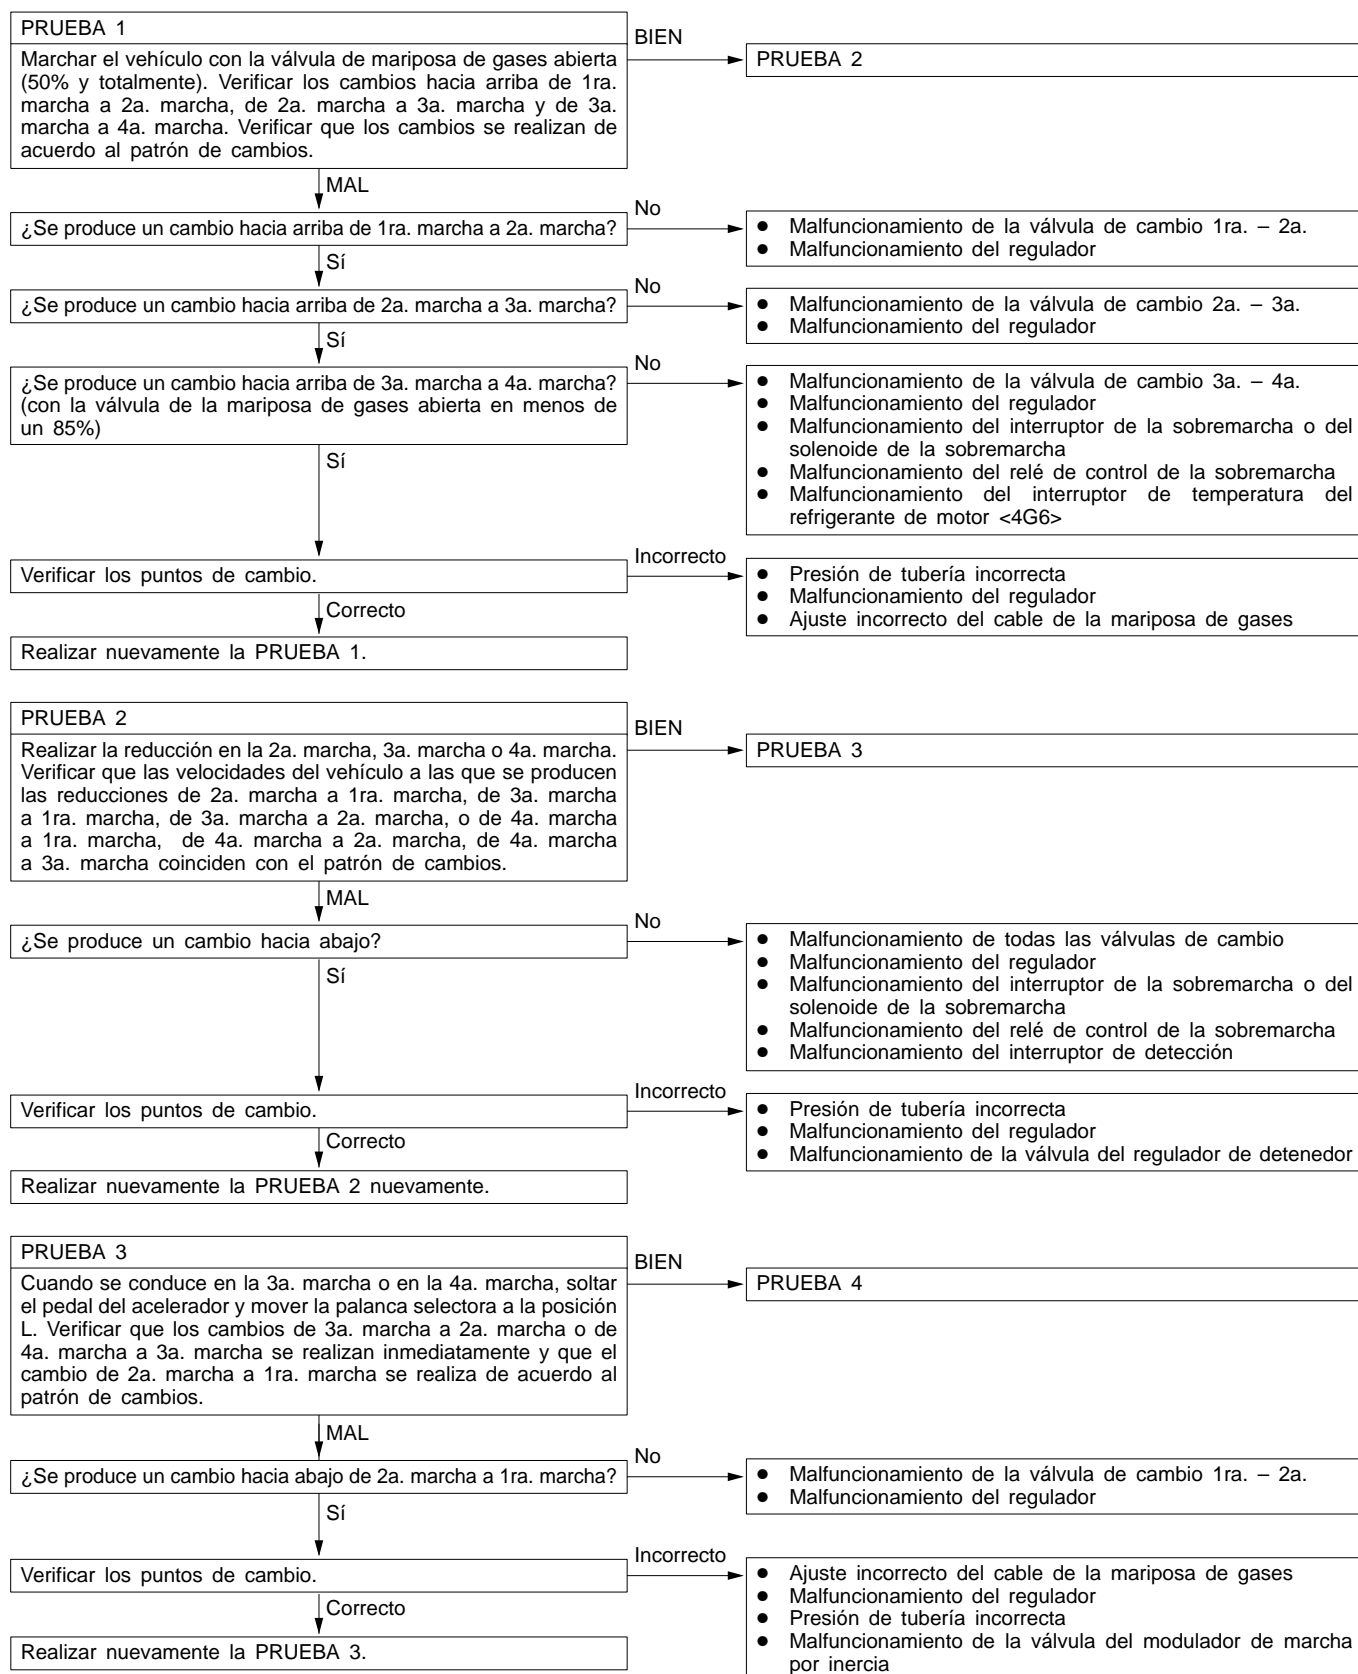 PRUEBA 1
BIEN
Marchar el vehículo con la válvula de mariposa de gases abierta
(50% y totalmente). Verificar los cambios hacia arriba de 1ra.
marcha a 2a. marcha, de 2a. marcha a 3a. marcha y de 3a.
marcha a 4a. marcha. Verificar que los cambios se realizan de
acuerdo al patrón de cambios.
PRUEBA 2
MAL
¿Se produce un cambio hacia arriba de 1ra. marcha a 2a. marcha?
No
● Malfuncionamiento de la válvula de cambio 1ra. – 2a.
● Malfuncionamiento del regulador
Sí
¿Se produce un cambio hacia arriba de 2a. marcha a 3a. marcha?
No
● Malfuncionamiento de la válvula de cambio 2a. – 3a.
● Malfuncionamiento del regulador
Sí
¿Se produce un cambio hacia arriba de 3a. marcha a 4a. marcha?
(con la válvula de la mariposa de gases abierta en menos de
un 85%)
No
● Malfuncionamiento de la válvula de cambio 3a. – 4a.
● Malfuncionamiento del regulador
● Malfuncionamiento del interruptor de la sobremarcha o del
solenoide de la sobremarcha
● Malfuncionamiento del relé de control de la sobremarcha
● Malfuncionamiento del interruptor de temperatura del
refrigerante de motor <4G6>
Sí
Verificar los puntos de cambio.
Incorrecto
● Presión de tubería incorrecta
● Malfuncionamiento del regulador
● Ajuste incorrecto del cable de la mariposa de gases
Correcto
Realizar nuevamente la PRUEBA 1.
PRUEBA 2
BIEN
Realizar la reducción en la 2a. marcha, 3a. marcha o 4a. marcha.
Verificar que las velocidades del vehículo a las que se producen
las reducciones de 2a. marcha a 1ra. marcha, de 3a. marcha
a 1ra. marcha, de 3a. marcha a 2a. marcha, o de 4a. marcha
a 1ra. marcha, de 4a. marcha a 2a. marcha, de 4a. marcha
a 3a. marcha coinciden con el patrón de cambios.
PRUEBA 3
MAL
¿Se produce un cambio hacia abajo?
No
● Malfuncionamiento de todas las válvulas de cambio
● Malfuncionamiento del regulador
● Malfuncionamiento del interruptor de la sobremarcha o del
solenoide de la sobremarcha
● Malfuncionamiento del relé de control de la sobremarcha
● Malfuncionamiento del interruptor de detección
Sí
Verificar los puntos de cambio.
Incorrecto
● Presión de tubería incorrecta
● Malfuncionamiento del regulador
● Malfuncionamiento de la válvula del regulador de detenedor
Correcto
Realizar nuevamente la PRUEBA 2 nuevamente.
PRUEBA 3
BIEN
Cuando se conduce en la 3a. marcha o en la 4a. marcha, soltar
el pedal del acelerador y mover la palanca selectora a la posición
L. Verificar que los cambios de 3a. marcha a 2a. marcha o de
4a. marcha a 3a. marcha se realizan inmediatamente y que el
cambio de 2a. marcha a 1ra. marcha se realiza de acuerdo al
patrón de cambios.
PRUEBA 4
MAL
¿Se produce un cambio hacia abajo de 2a. marcha a 1ra. marcha?
No
● Malfuncionamiento de la válvula de cambio 1ra. – 2a.
● Malfuncionamiento del regulador
Sí
Verificar los puntos de cambio.
Incorrecto
● Ajuste incorrecto del cable de la mariposa de gases
● Malfuncionamiento del regulador
● Presión de tubería incorrecta
● Malfuncionamiento de la válvula del modulador de marcha
por inercia
Correcto
Realizar nuevamente la PRUEBA 3.